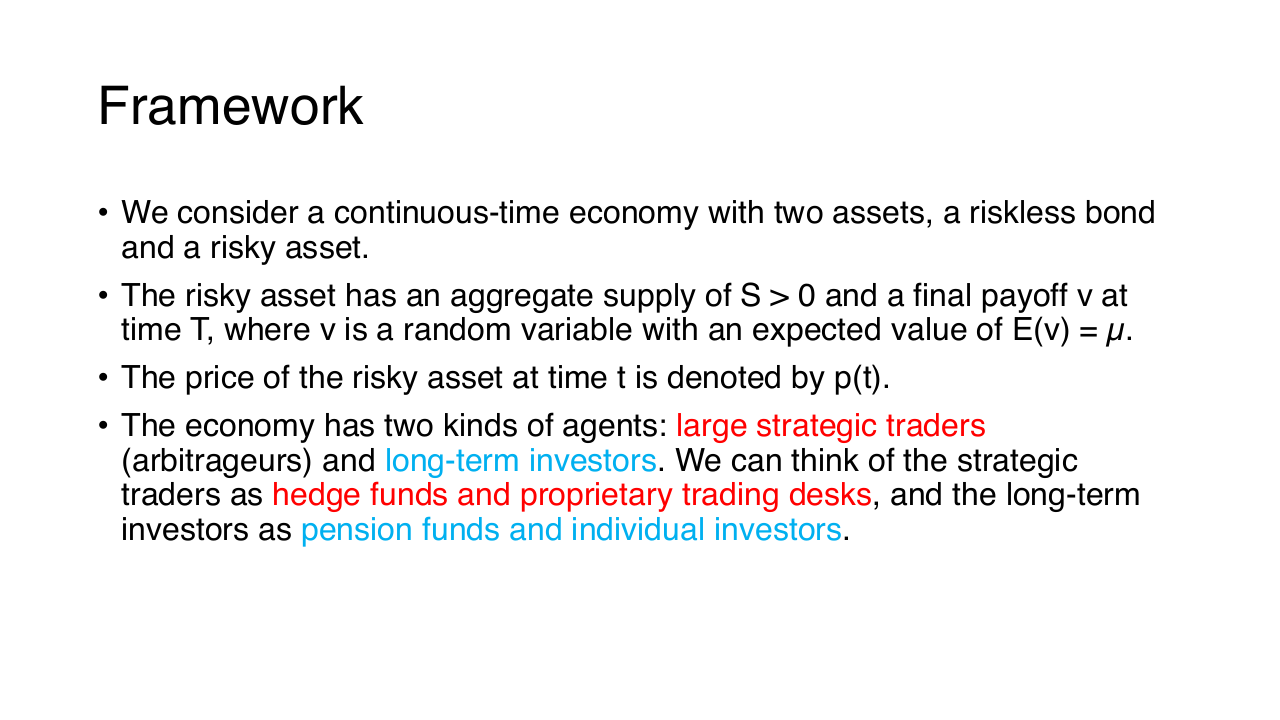 Framework
• We consider a continuous-time economy with two assets, a riskless bond
and a risky asset.
• The risky asset has an aggregate supply of S > 0 and a final payoff v at
time T, where v is a random variable with an expected value of E(v) = μ.
• The price of the risky asset at time t is denoted by p(t).
• The economy has two kinds of agents: large strategic traders
(arbitrageurs) and long-term investors. We can think of the strategic
traders as hedge funds and proprietary trading desks, and the long-term
investors as pension funds and individual investors.